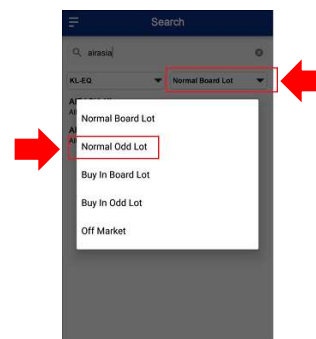 Search
airasia
KL-EQ
Normal Board Lot
Normal Board Lot
Normal Odd Lot
Buy In Board Lot
Buy In Odd Lot
Off Market